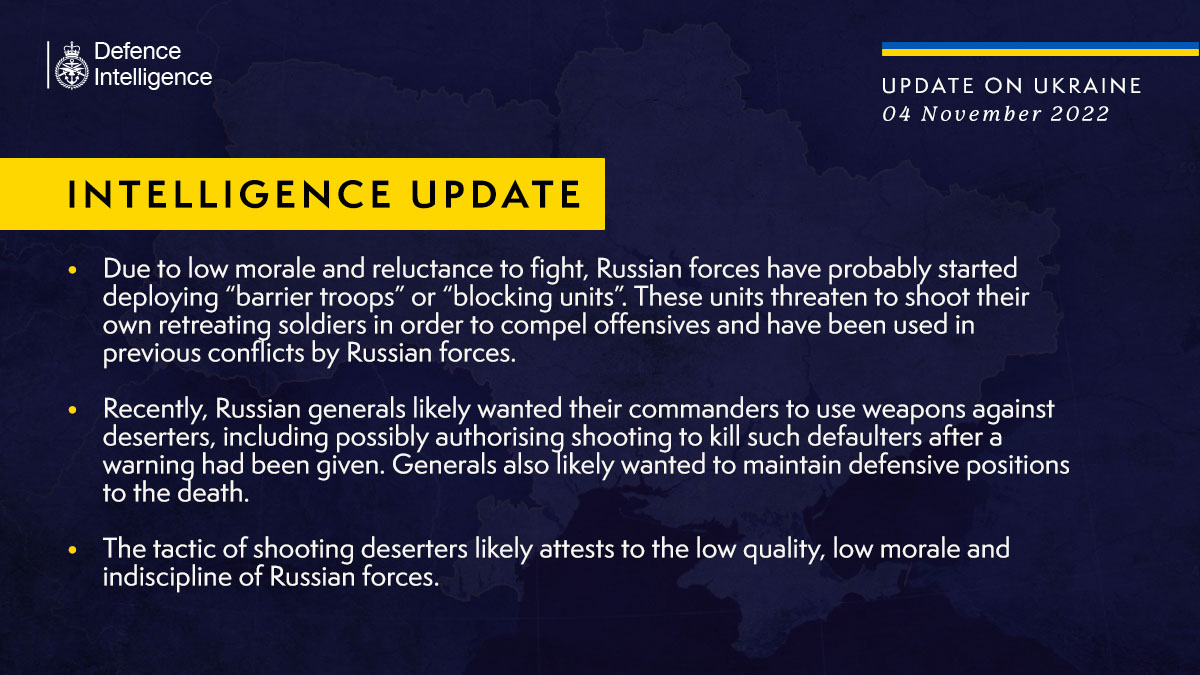 Defence
Intelligence
UPDATE ON UKRAINE
04 November 2022
INTELLIGENCE UPDATE
• Due to low morale and reluctance to fight, Russian forces have probably started
deploying “barrier troops” or “blocking units”. These units threaten to shoot their
own retreating soldiers in order to compel offensives and have been used in
previous conflicts by Russian forces.
• Recently, Russian generals likely wanted their commanders to use weapons against
deserters, including possibly authorising shooting to kill such defaulters after a
warning had been given. Generals also likely wanted to maintain defensive positions
to the death.
• The tactic of shooting deserters likely attests to the low quality, low morale and
indiscipline of Russian forces.